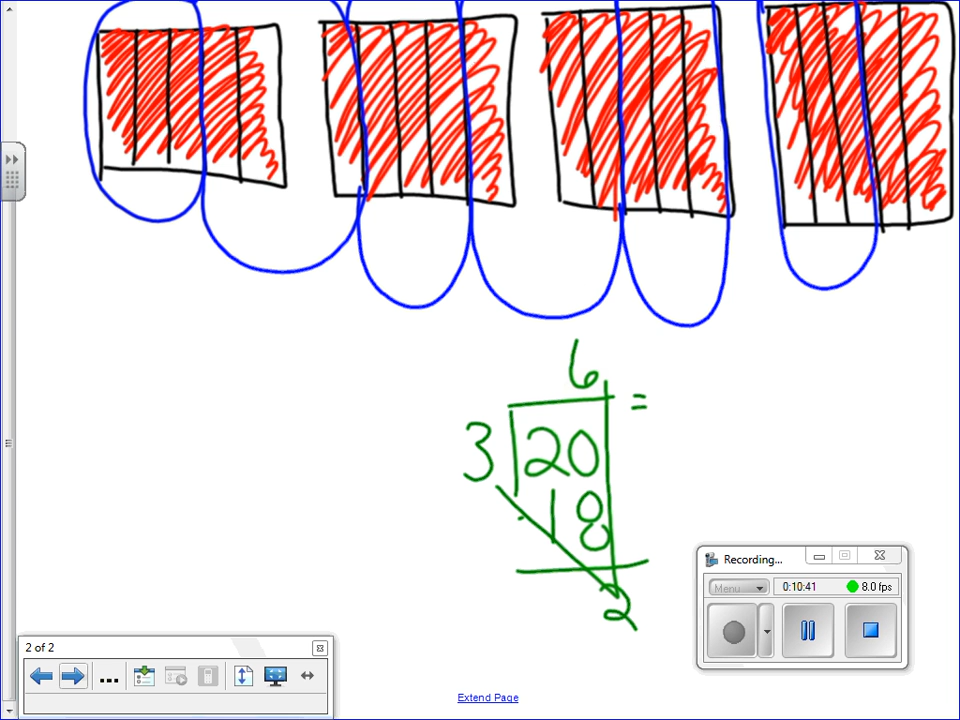 6
=
3 20
- 18
2
Recording...
Menu 0:10:41 8.0 fps
2 of 2
...
Extend Page